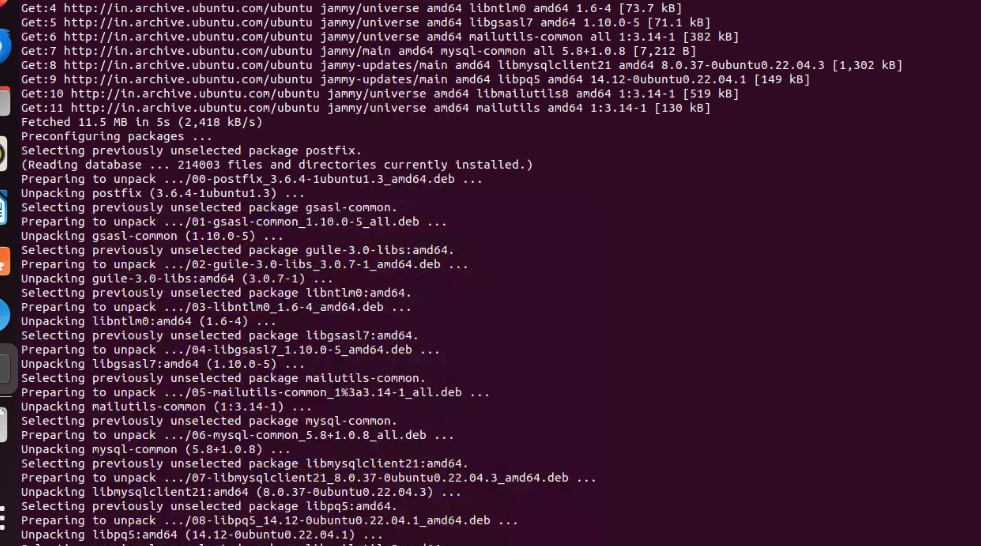 Get:4 http://in.archive.ubuntu.com/ubuntu jammy/universe amd64 libntlm0 amd64 1.6-4 [73.7 kB]
Get:5 http://in.archive.ubuntu.com/ubuntu jammy/universe amd64 libgsasl7 amd64 1.10.0-5 [71.1 kB]
Get:6 http://in.archive.ubuntu.com/ubuntu jammy/universe amd64 mailutils-common all 1:3.14-1 [382 kB]
Get:7 http://in.archive.ubuntu.com/ubuntu jammy/main amd64 mysql-common all 5.8+1.0.8 [7,212 B]
Get:8 http://in.archive.ubuntu.com/ubuntu jammy-updates/main amd64 libmysqlclient21 amd64 8.0.37-0ubuntu0.22.04.3 [1,302 kB]
Get:9 http://in.archive.ubuntu.com/ubuntu jammy-updates/main amd64 libpq5 amd64 14.12-0ubuntu0.22.04.1 [149 kB]
Get:10 http://in.archive.ubuntu.com/ubuntu jammy/universe amd64 libmailutils8 amd64 1:3.14-1 [519 kB]
Get:11 http://in.archive.ubuntu.com/ubuntu jammy/universe amd64 mailutils amd64 1:3.14-1 [130 kB]
Fetched 11.5 MB in 5s (2,418 kB/s)
Preconfiguring packages ...
Selecting previously unselected package postfix.
(Reading database ... 214003 files and directories currently installed.)
Preparing to unpack .../00-postfix_3.6.4-1ubuntu1.3_amd64.deb ...
Unpacking postfix (3.6.4-1ubuntu1.3) ...
Selecting previously unselected package gsasl-common.
Preparing to unpack .../01-gsasl-common_1.10.0-5_all.deb ...
Unpacking gsasl-common (1.10.0-5) ...
Selecting previously unselected package guile-3.0-libs:amd64.
Preparing to unpack .../02-guile-3.0-libs_3.0.7-1_amd64.deb ...
Unpacking guile-3.0-libs:amd64 (3.0.7-1) ...
Selecting previously unselected package libntlm0:amd64.
Preparing to unpack .../03-libntlm0_1.6-4_amd64.deb ...
Unpacking libntlm0:amd64 (1.6-4) ...
Selecting previously unselected package libgsasl7:amd64.
Preparing to unpack .../04-libgsasl7_1.10.0-5_amd64.deb ...
Unpacking libgsasl7:amd64 (1.10.0-5) ...
Selecting previously unselected package mailutils-common.
Preparing to unpack .../05-mailutils-common_1%3a3.14-1_all.deb ...
Unpacking mailutils-common (1:3.14-1) ...
Selecting previously unselected package mysql-common.
Preparing to unpack .../06-mysql-common_5.8+1.0.8_all.deb ...
Unpacking mysql-common (5.8+1.0.8) ...
Selecting previously unselected package libmysqlclient21:amd64.
Preparing to unpack .../07-libmysqlclient21_8.0.37-0ubuntu0.22.04.3_amd64.deb ...
Unpacking libmysqlclient21:amd64 (8.0.37-0ubuntu0.22.04.3) ...
Selecting previously unselected package libpq5:amd64.
Preparing to unpack .../08-libpq5_14.12-0ubuntu0.22.04.1_amd64.deb ...
Unpacking libpq5:amd64 (14.12-0ubuntu0.22.04.1) ...